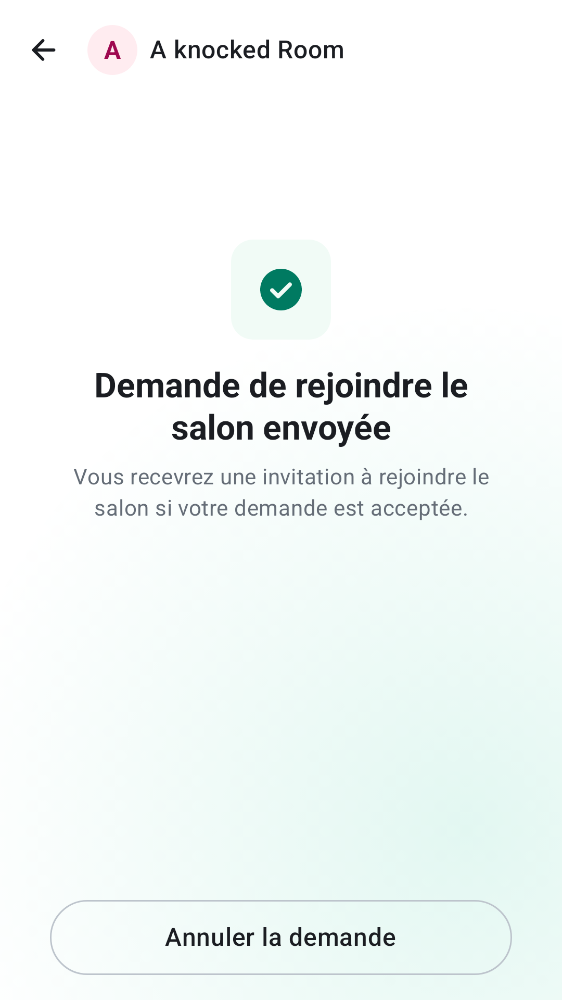 A
A knocked Room
Demande de rejoindre le
salon envoyée
Vous recevrez une invitation à rejoindre le
salon si votre demande est acceptée.
Annuler la demande